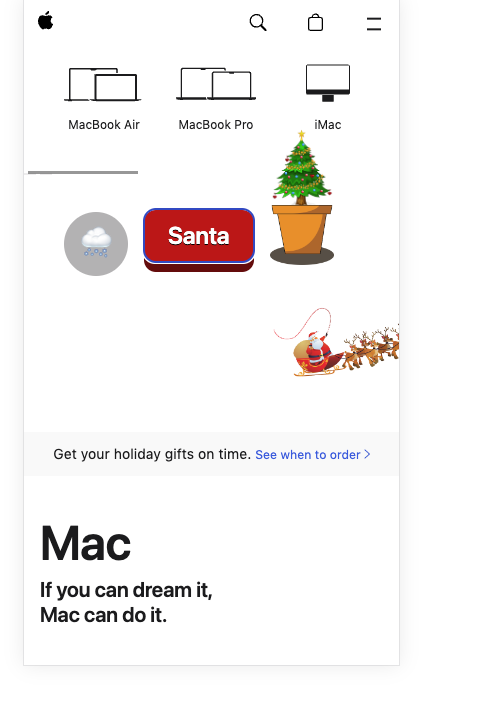 MacBook Air
MacBook Pro
iMac
Santa
Get your holiday gifts on time. See when to order >
Mac
If you can dream it,
Mac can do it.